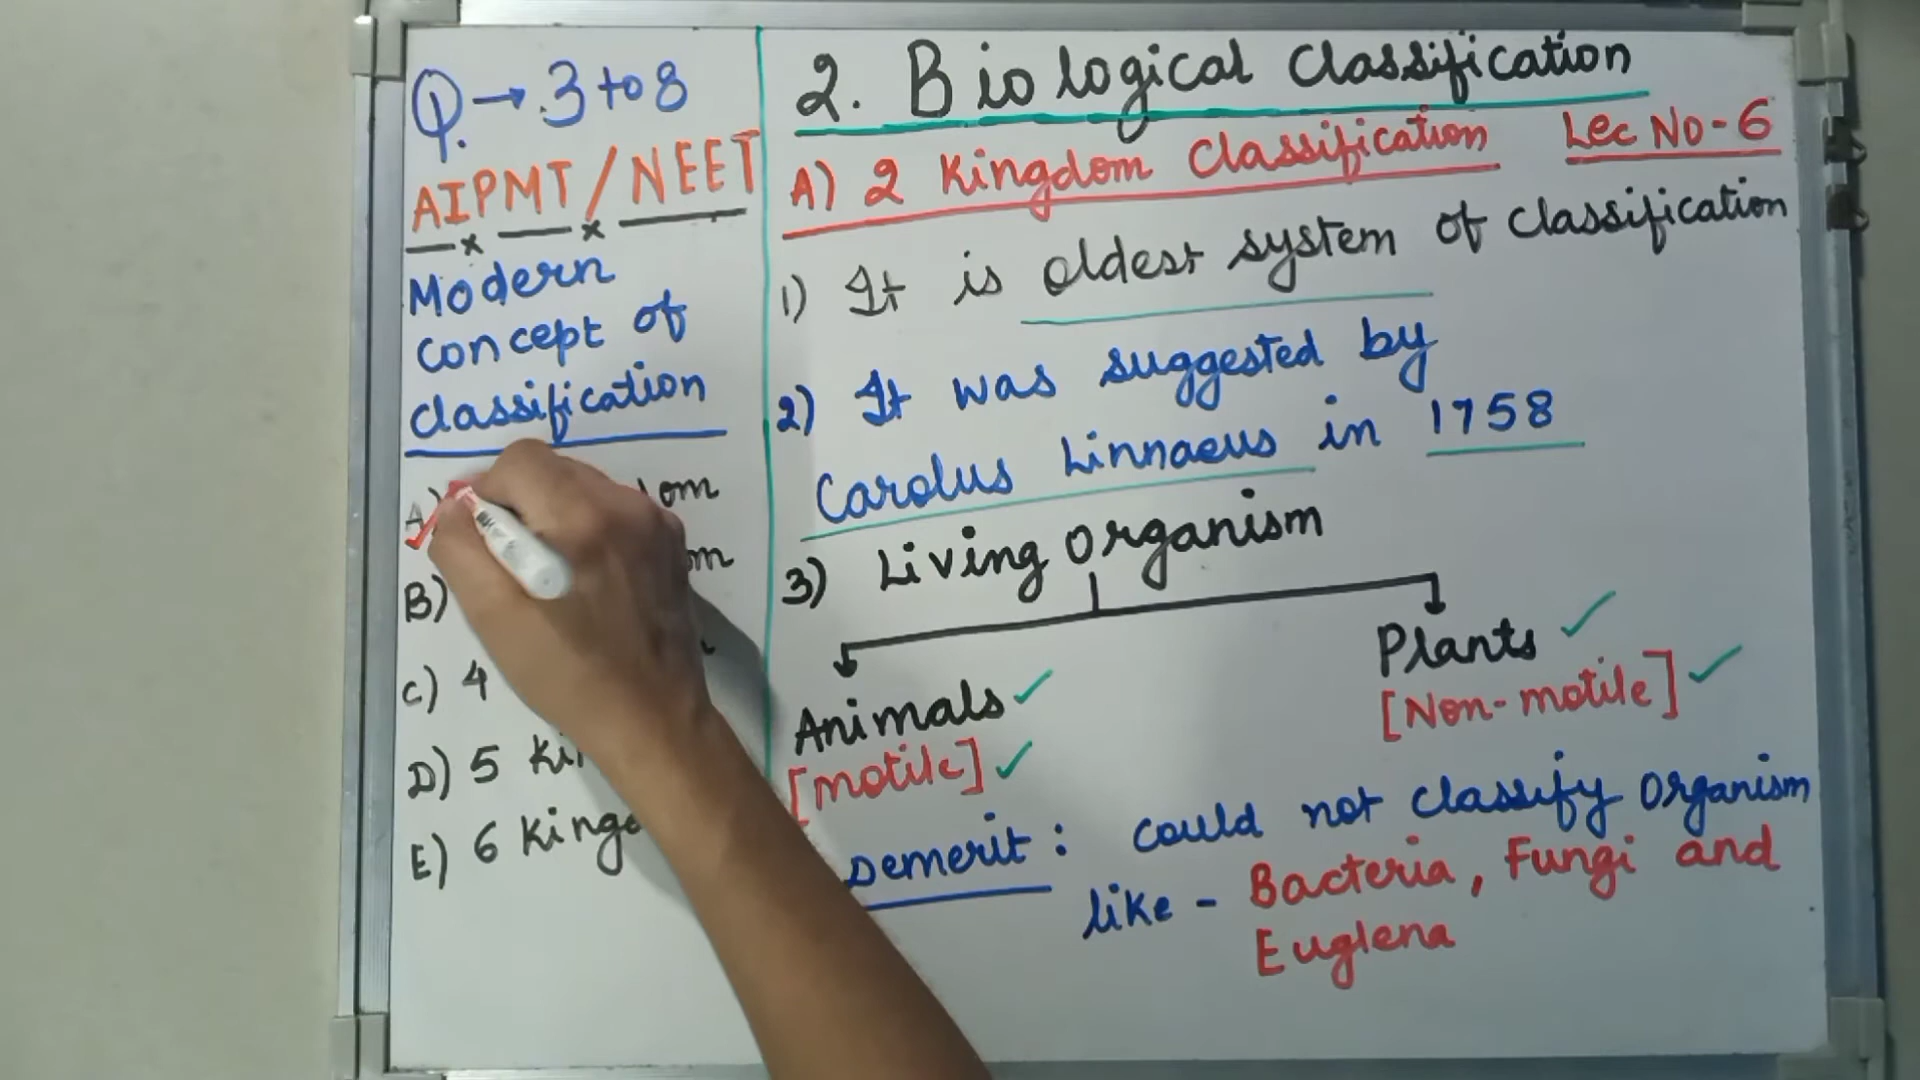 Q. → 3 to 8
AIPMT / NEET
Modern
concept of
classification
A)
B)
C) 4
D) 5
E) 6
2. Biological Classification
A) 2 Kingdom Classification Lec No-6
1) It is oldest system of classification
2) It was suggested by
Carolus Linnaeus in 1758
3) Living organism
Animals ✓
[motile] ✓
Plants ✓
[Non-motile] ✓
Demerit: could not classify organism
like - Bacteria, Fungi and
Euglena